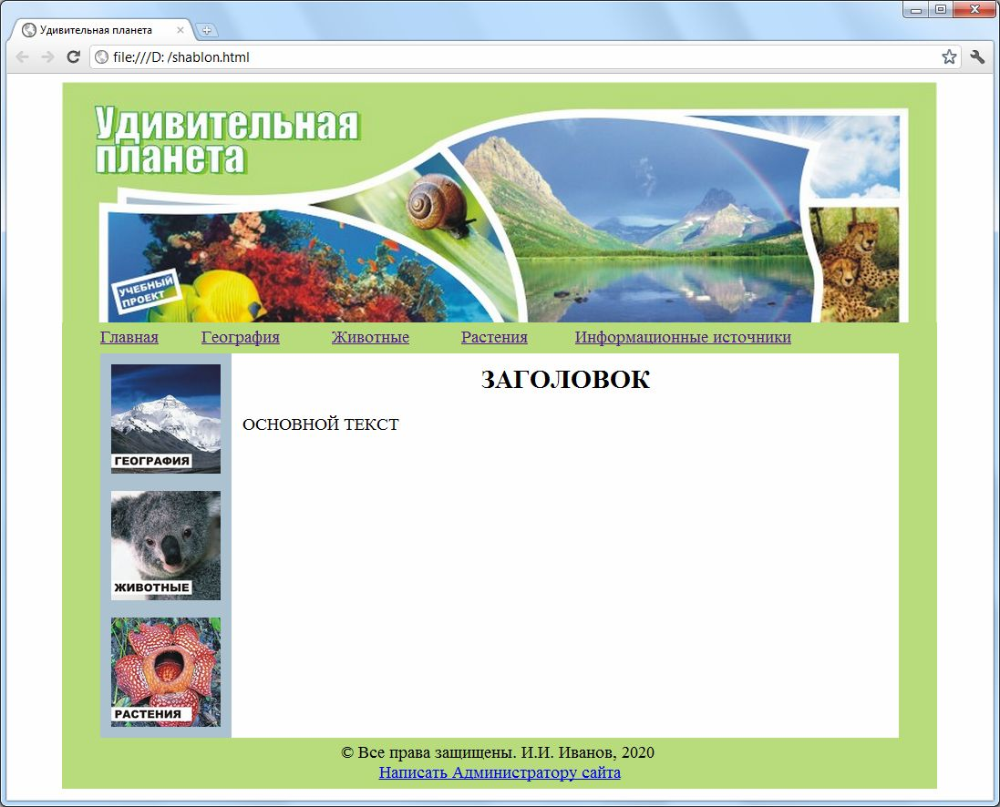 Удивительная планета
file:///D: /shablon.html
Удивительная
планета
УЧЕБНЫЙ
ПРОЕКТ
Главная География Животные Растения Информационные источники
ГЕОГРАФИЯ
ЖИВОТНЫЕ
РАСТЕНИЯ
ЗАГОЛОВОК
ОСНОВНОЙ ТЕКСТ
© Все права защищены. И.И. Иванов, 2020
Написать Администратору сайта